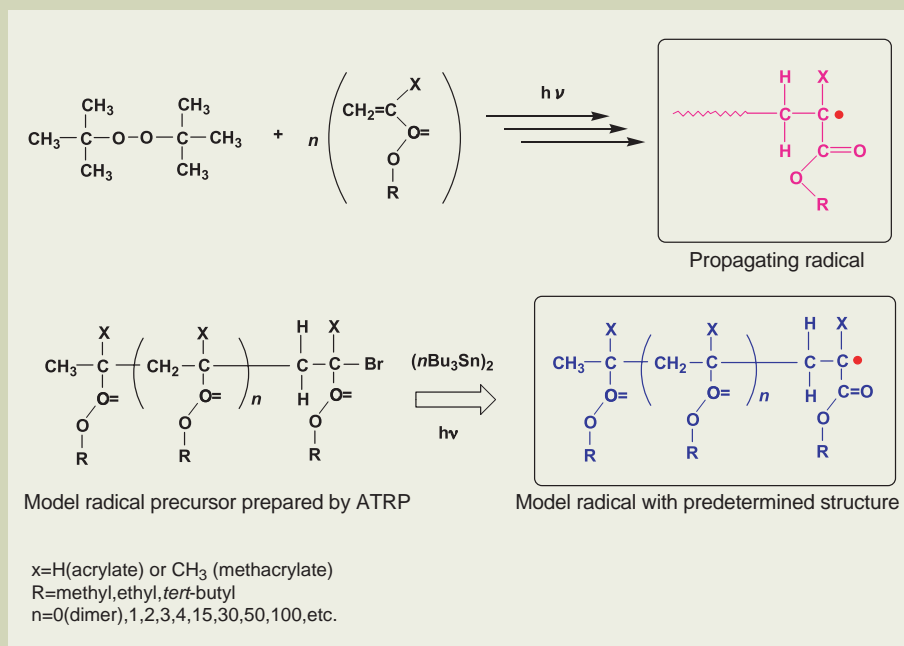 CH3 CH3
CH3—C—O—O—C—CH3
CH3 CH3
+
n
X
CH2=C
O=
O
R
h ν
H X
C—C•
H C=O
O
R
Propagating radical
X X H X
CH3—C—(CH2—C)n—C—C—Br
O= O= H O=
O O O
R R R
(nBu3Sn)2
hν
X X H X
CH3—C—(CH2—C)n—C—C•
O= O= H C=O
O O O
R R R
Model radical precursor prepared by ATRP
Model radical with predetermined structure
x=H(acrylate) or CH3 (methacrylate)
R=methyl,ethyl,tert-butyl
n=0(dimer),1,2,3,4,15,30,50,100,etc.